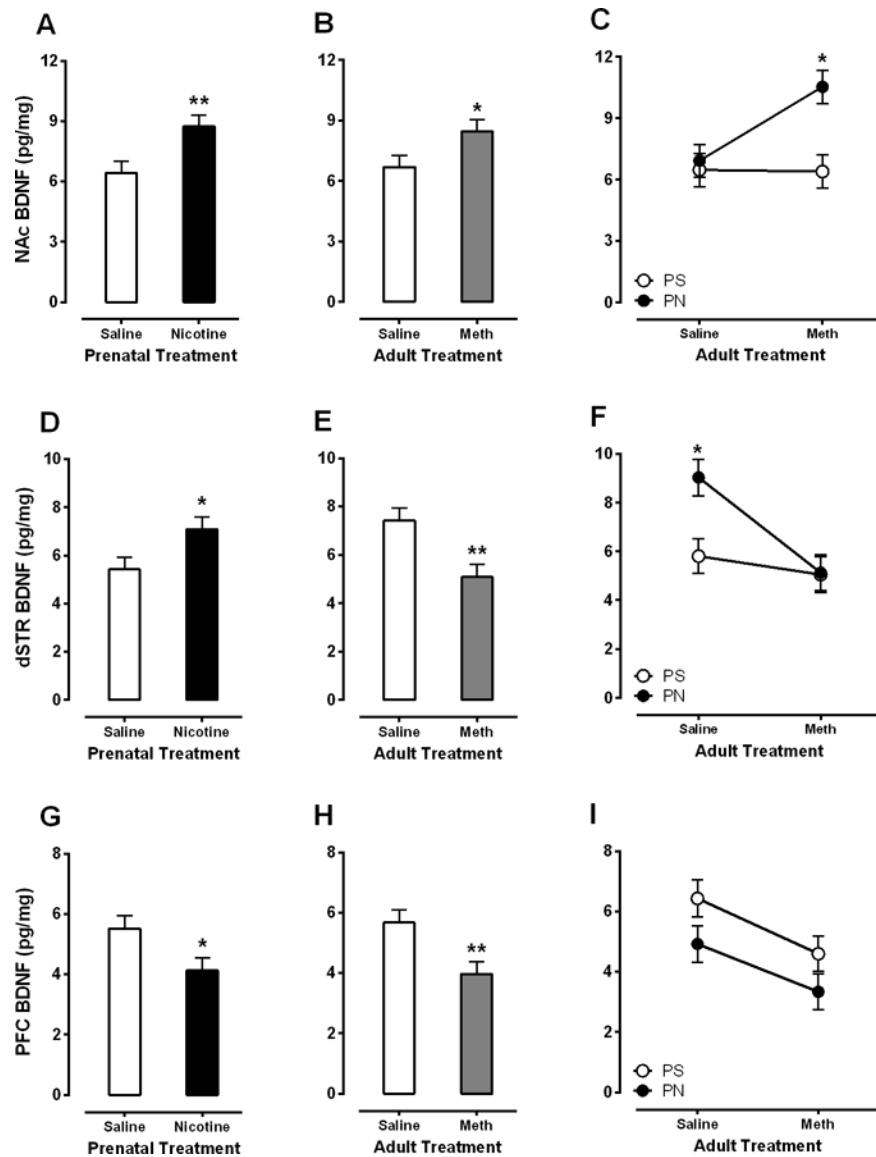 A
B
C
NAc BDNF (pg/mg)
12
9
6
3
0
**
Saline
Nicotine
Prenatal Treatment
12
9
6
3
0
*
Saline
Meth
Adult Treatment
12
9
6
3
0
*
PS
PN
Saline
Meth
Adult Treatment
D
E
F
dSTR BDNF (pg/mg)
10
8
6
4
2
0
*
Saline
Nicotine
Prenatal Treatment
10
8
6
4
2
0
**
Saline
Meth
Adult Treatment
10
8
6
4
2
0
*
PS
PN
Saline
Meth
Adult Treatment
G
H
I
PFC BDNF (pg/mg)
8
6
4
2
0
*
Saline
Nicotine
Prenatal Treatment
8
6
4
2
0
**
Saline
Meth
Adult Treatment
8
6
4
2
0
PS
PN
Saline
Meth
Adult Treatment